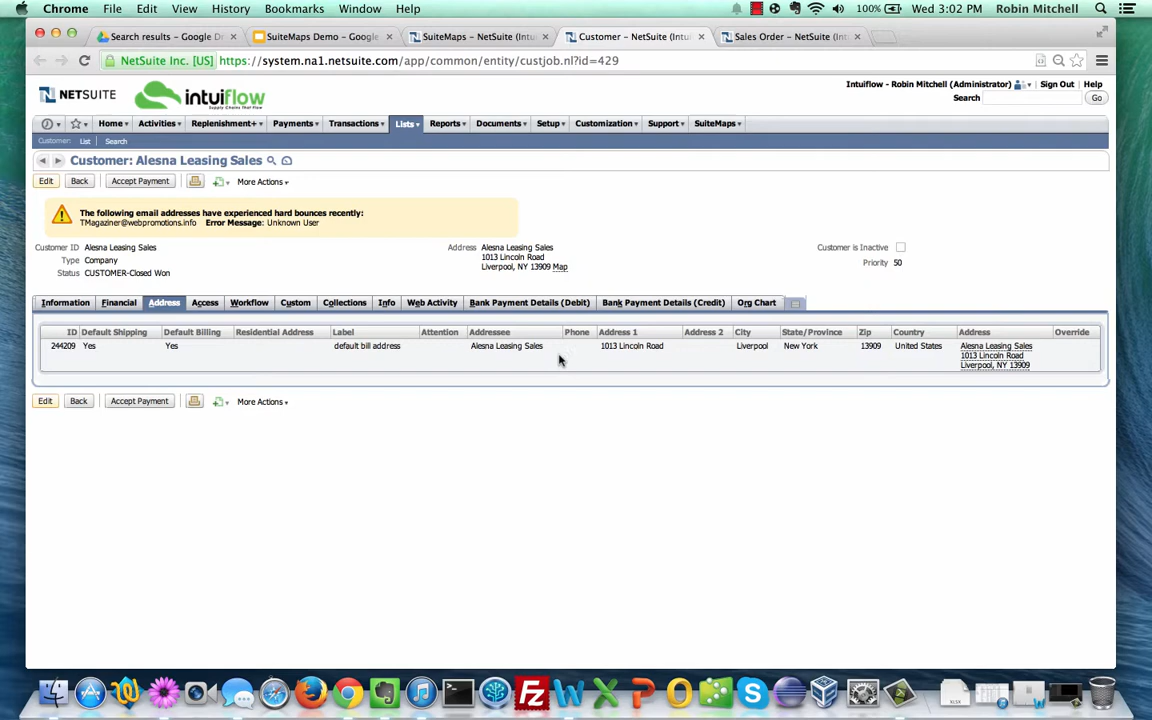 Chrome File Edit View History Bookmarks Window Help 100% Wed 3:02 PM Robin Mitchell
Search results – Google Dr SuiteMaps Demo – Google SuiteMaps – NetSuite (Intu Customer – NetSuite (Intui Sales Order – NetSuite (Int
NetSuite Inc. [US] https://system.na1.netsuite.com/app/common/entity/custjob.nl?id=429
NETSUITE intuiflow Intuiflow - Robin Mitchell (Administrator) Sign Out Help
Supply Chains That Flow Search Go
Home Activities Replenishment+ Payments Transactions Lists Reports Documents Setup Customization Support SuiteMaps
Customer: List Search
Customer: Alesna Leasing Sales
Edit Back Accept Payment More Actions
The following email addresses have experienced hard bounces recently:
TMagaziner@webpromotions.info Error Message: Unknown User
Customer ID Alesna Leasing Sales Address Alesna Leasing Sales Customer is Inactive
Type Company 1013 Lincoln Road Priority 50
Status CUSTOMER-Closed Won Liverpool, NY 13909 Map
Information Financial Address Access Workflow Custom Collections Info Web Activity Bank Payment Details (Debit) Bank Payment Details (Credit) Org Chart
ID Default Shipping Default Billing Residential Address Label Attention Addressee Phone Address 1 Address 2 City State/Province Zip Country Address Override
244209 Yes Yes default bill address Alesna Leasing Sales 1013 Lincoln Road Liverpool New York 13909 United States Alesna Leasing Sales
1013 Lincoln Road
Liverpool, NY 13909
Edit Back Accept Payment More Actions